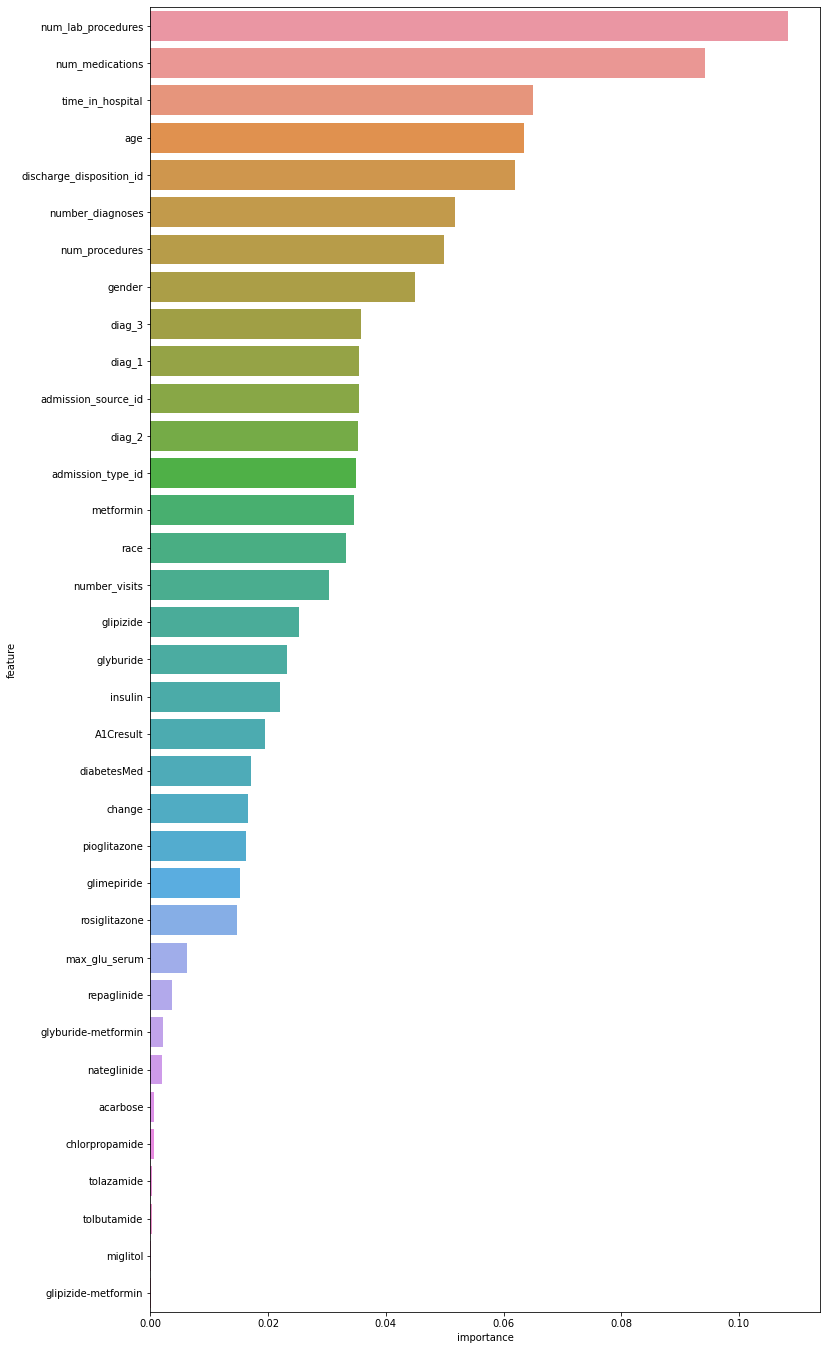 num_lab_procedures
num_medications
time_in_hospital
age
discharge_disposition_id
number_diagnoses
num_procedures
gender
diag_3
diag_1
admission_source_id
diag_2
admission_type_id
metformin
race
number_visits
glipizide
glyburide
insulin
A1Cresult
diabetesMed
change
pioglitazone
glimepiride
rosiglitazone
max_glu_serum
repaglinide
glyburide-metformin
nateglinide
acarbose
chlorpropamide
tolazamide
tolbutamide
miglitol
glipizide-metformin
feature
0.00 0.02 0.04 0.06 0.08 0.10
importance